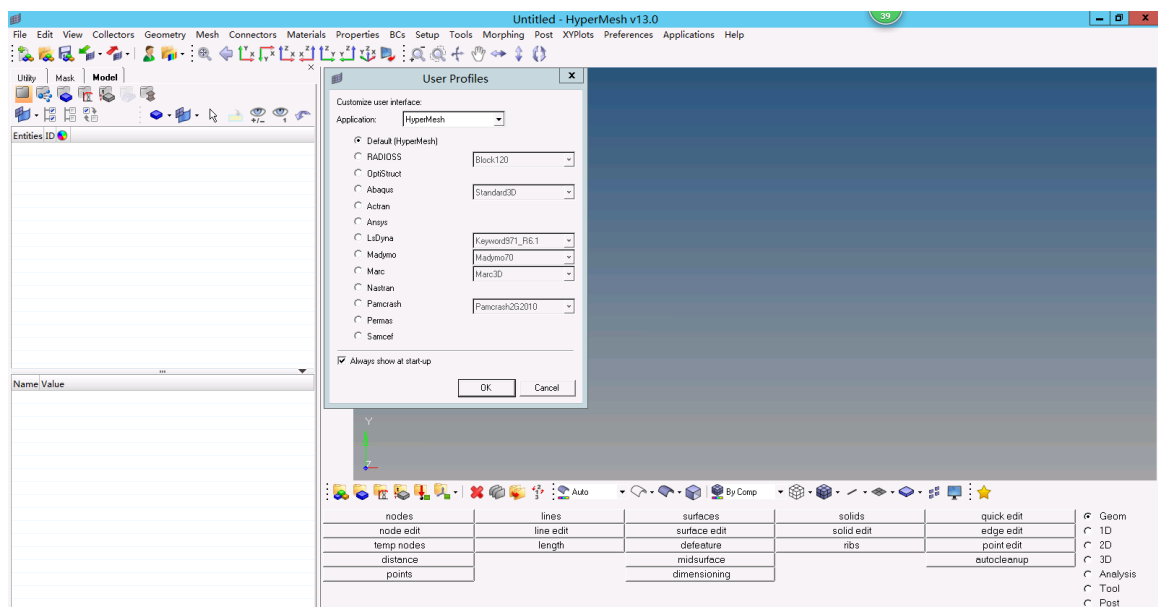 Untitled - HyperMesh v13.0
39
File Edit View Collectors Geometry Mesh Connectors Materials Properties BCs Setup Tools Morphing Post XYPlots Preferences Applications Help
Utility Mask Model
Entities ID
Name Value
User Profiles
Customize user interface:
Application: HyperMesh
Default (HyperMesh)
RADIOSS Block120
OptiStruct
Abaqus Standard3D
Actran
Ansys
LsDyna Keyword971_R6.1
Madymo Madymo70
Marc Marc3D
Nastran
Pamcrash Pamcrash2G2010
Permas
Samcef
Always show at start-up
OK Cancel
Y
Z
Auto By Comp
nodes lines surfaces solids quick edit Geom
node edit line edit surface edit solid edit edge edit 1D
temp nodes length defeature ribs point edit 2D
distance midsurface autocleanup 3D
points dimensioning Analysis
Tool
Post